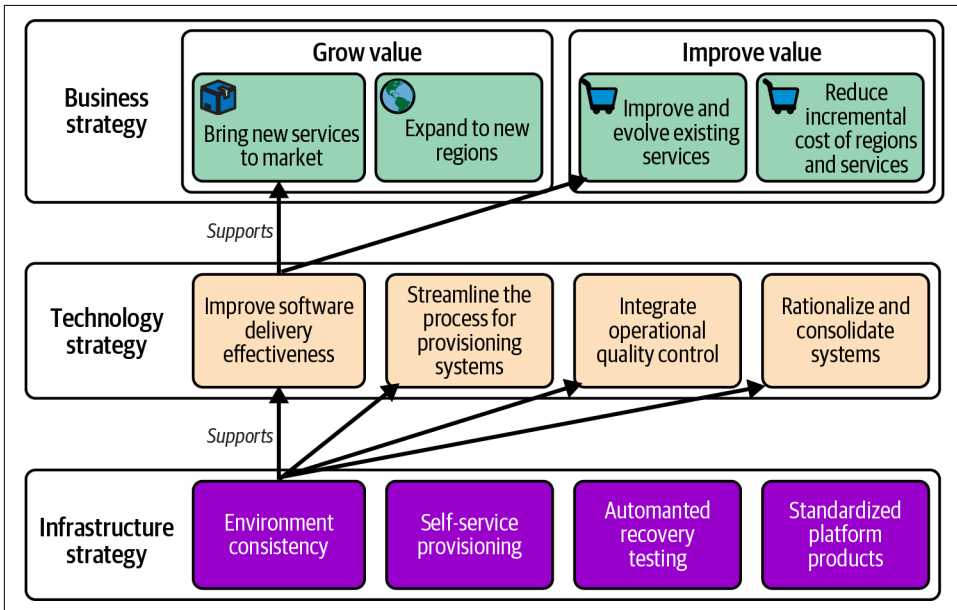 Grow value
Improve value
Business
strategy
Bring new services
to market
Expand to new
regions
Improve and
evolve existing
services
Reduce
incremental
cost of regions
and services
Supports
Technology
strategy
Improve software
delivery
effectiveness
Streamline the
process for
provisioning
systems
Integrate
operational
quality control
Rationalize and
consolidate
systems
Supports
Infrastructure
strategy
Environment
consistency
Self-service
provisioning
Automanted
recovery
testing
Standardized
platform
products